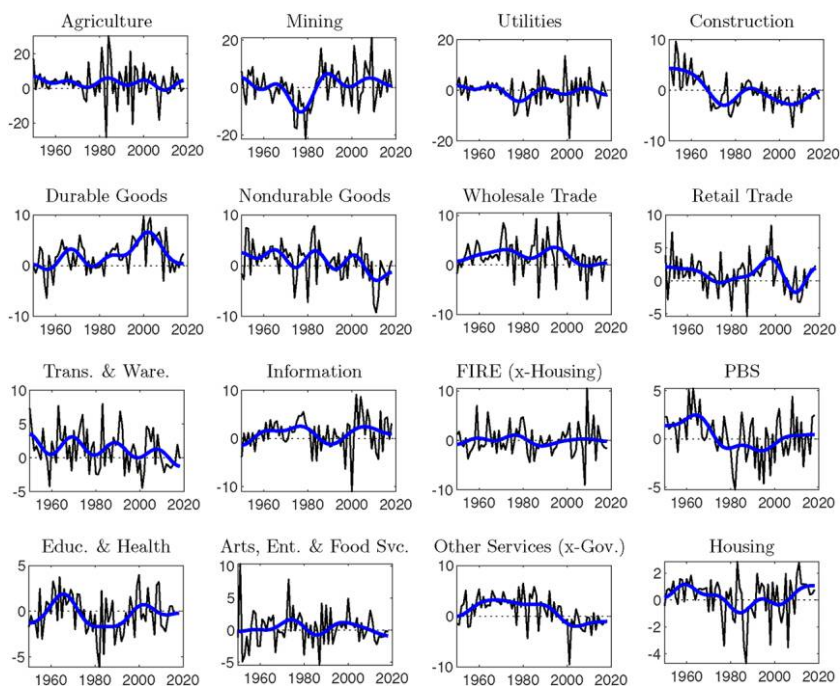 Agriculture Mining Utilities Construction
20 20 20 10
0 0 0 0
-20 -20 -20 -10
1960 1980 2000 2020 1960 1980 2000 2020 1960 1980 2000 2020 1960 1980 2000 2020
Durable Goods Nondurable Goods Wholesale Trade Retail Trade
10 10 10 5
0 0 0 0
-10 -10 -10 -5
1960 1980 2000 2020 1960 1980 2000 2020 1960 1980 2000 2020 1960 1980 2000 2020
Trans. & Ware. Information FIRE (x-Housing) PBS
10 10 10 5
5 0 0 0
0 -10 -10 -5
-5
1960 1980 2000 2020 1960 1980 2000 2020 1960 1980 2000 2020 1960 1980 2000 2020
Educ. & Health Arts, Ent. & Food Svc. Other Services (x-Gov.) Housing
5 10 10 2
0 5 0 0
-5 0 -10 -2
-5 -4
1960 1980 2000 2020 1960 1980 2000 2020 1960 1980 2000 2020 1960 1980 2000 2020